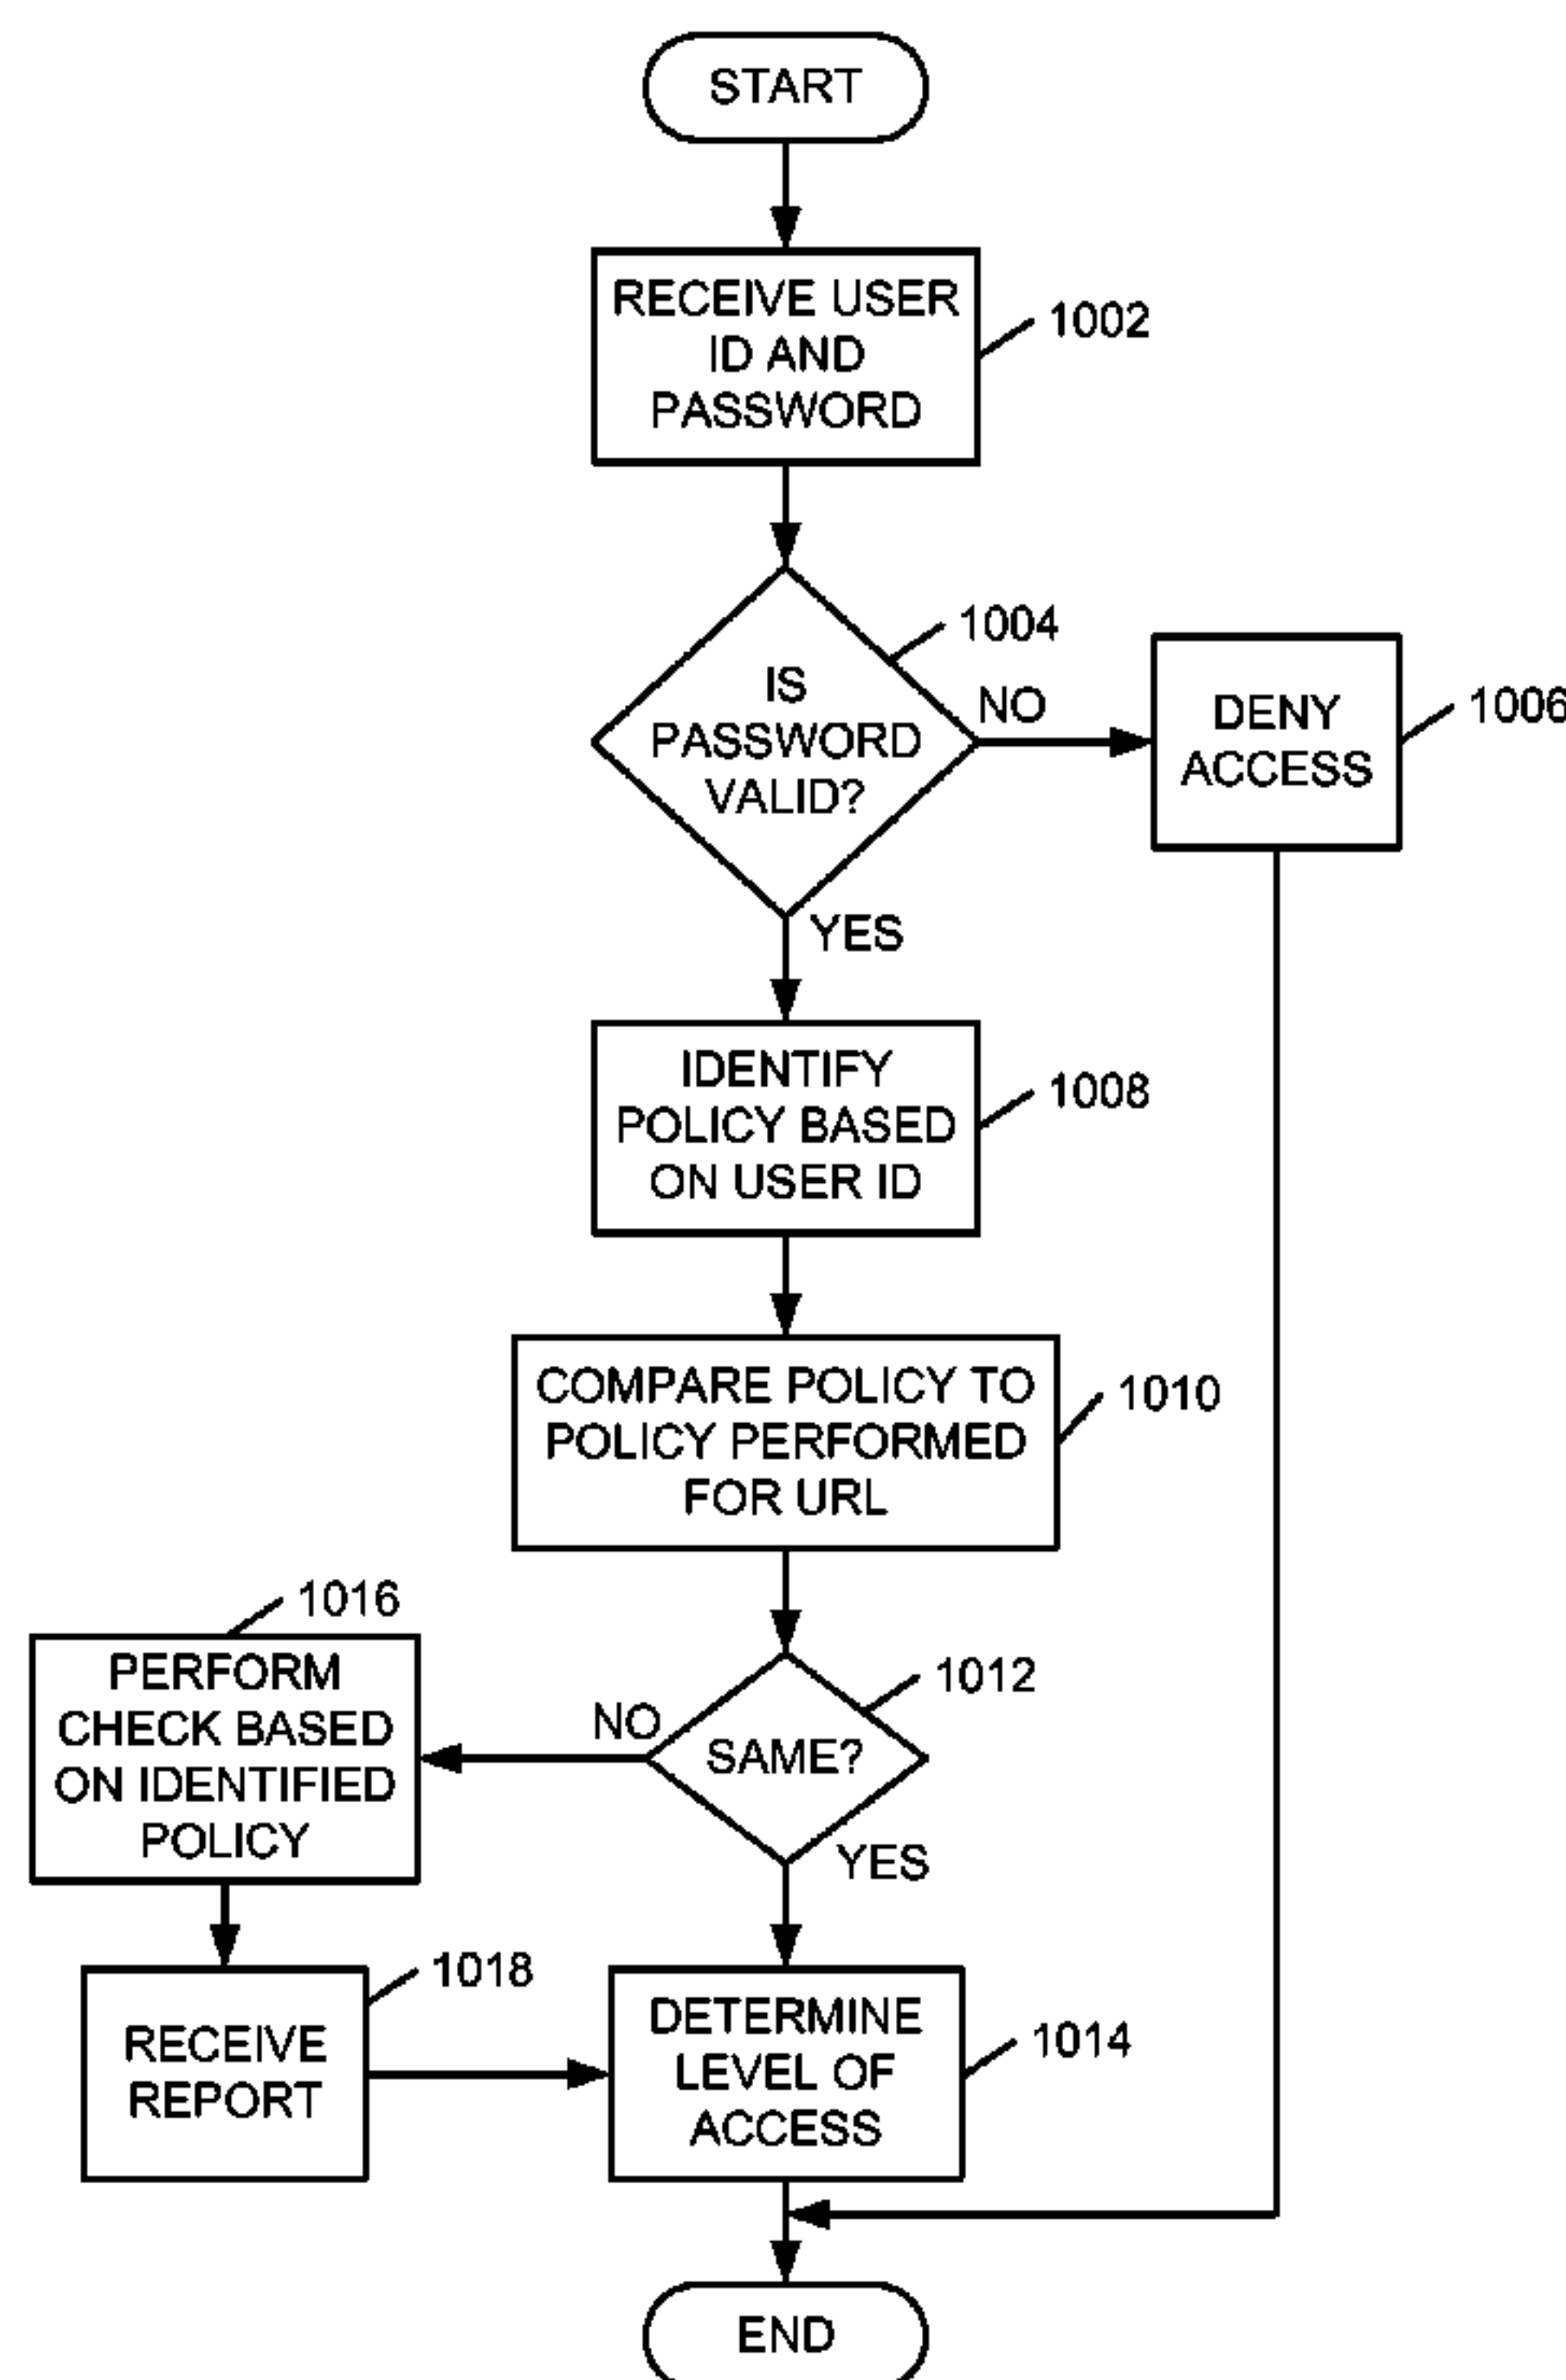 START
RECEIVE USER
ID AND
PASSWORD
1002
1004
IS
PASSWORD
VALID?
NO
DENY
ACCESS
1006
YES
IDENTIFY
POLICY BASED
ON USER ID
1008
COMPARE POLICY TO
POLICY PERFORMED
FOR URL
1010
1016
PERFORM
CHECK BASED
ON IDENTIFIED
POLICY
NO
1012
SAME?
YES
1018
RECEIVE
REPORT
DETERMINE
LEVEL OF
ACCESS
1014
END